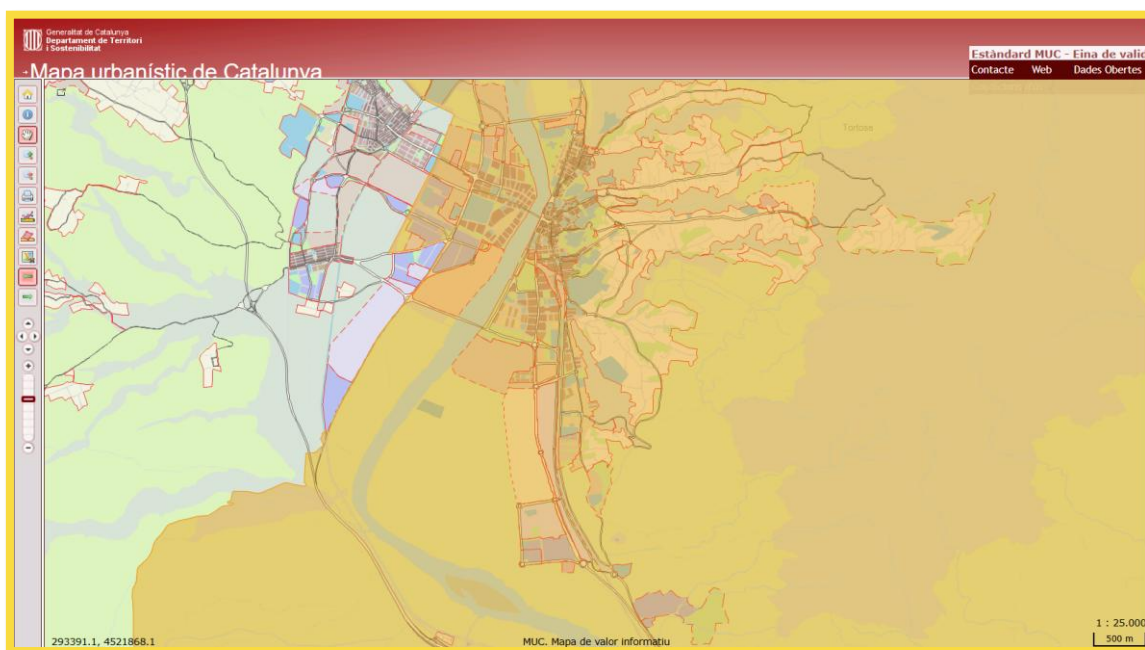 Generalitat de Catalunya
Departament de Territori
i Sostenibilitat
Mapa urbanístic de Catalunya
Estàndard MUC - Eina de valid
Contacte Web Dades Obertes
Tortosa
293391.1, 4521868.1
MUC. Mapa de valor informatiu
1 : 25.000
500 m